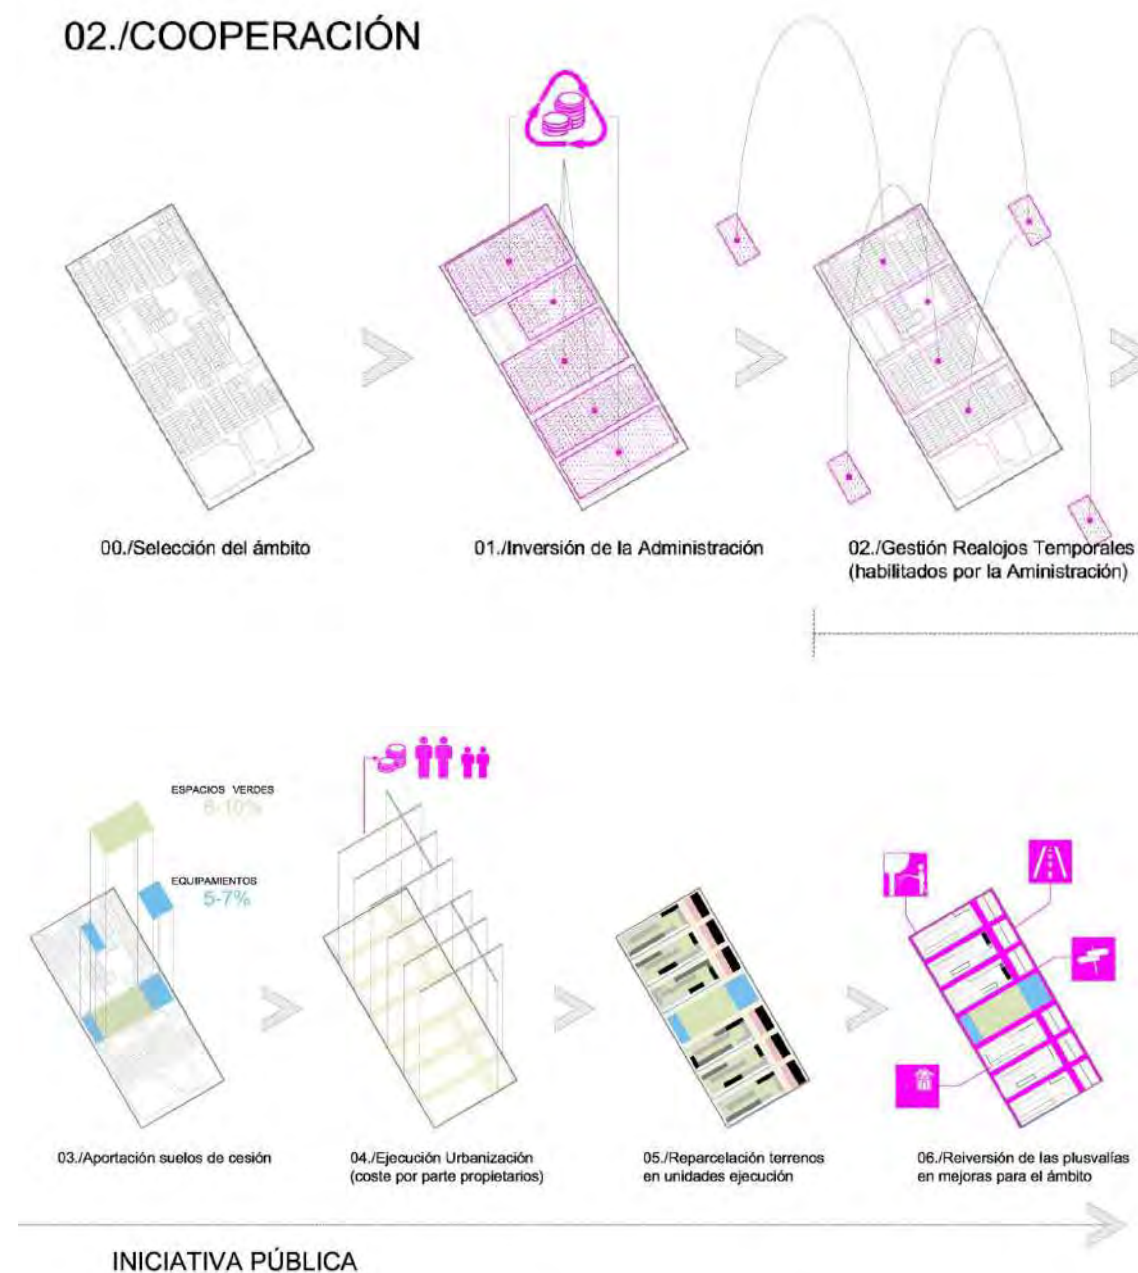 02./COOPERACIÓN
00./Selección del ámbito
01./Inversión de la Administración
02./Gestión Realojos Temporales
(habilitados por la Aministración)
ESPACIOS VERDES
6-10%
EQUIPAMIENTOS
5-7%
03./Aportación suelos de cesión
04./Ejecución Urbanización
(coste por parte propietarios)
05./Reparcelación terrenos
en unidades ejecución
06./Reiversión de las plusvalías
en mejoras para el ámbito
INICIATIVA PÚBLICA